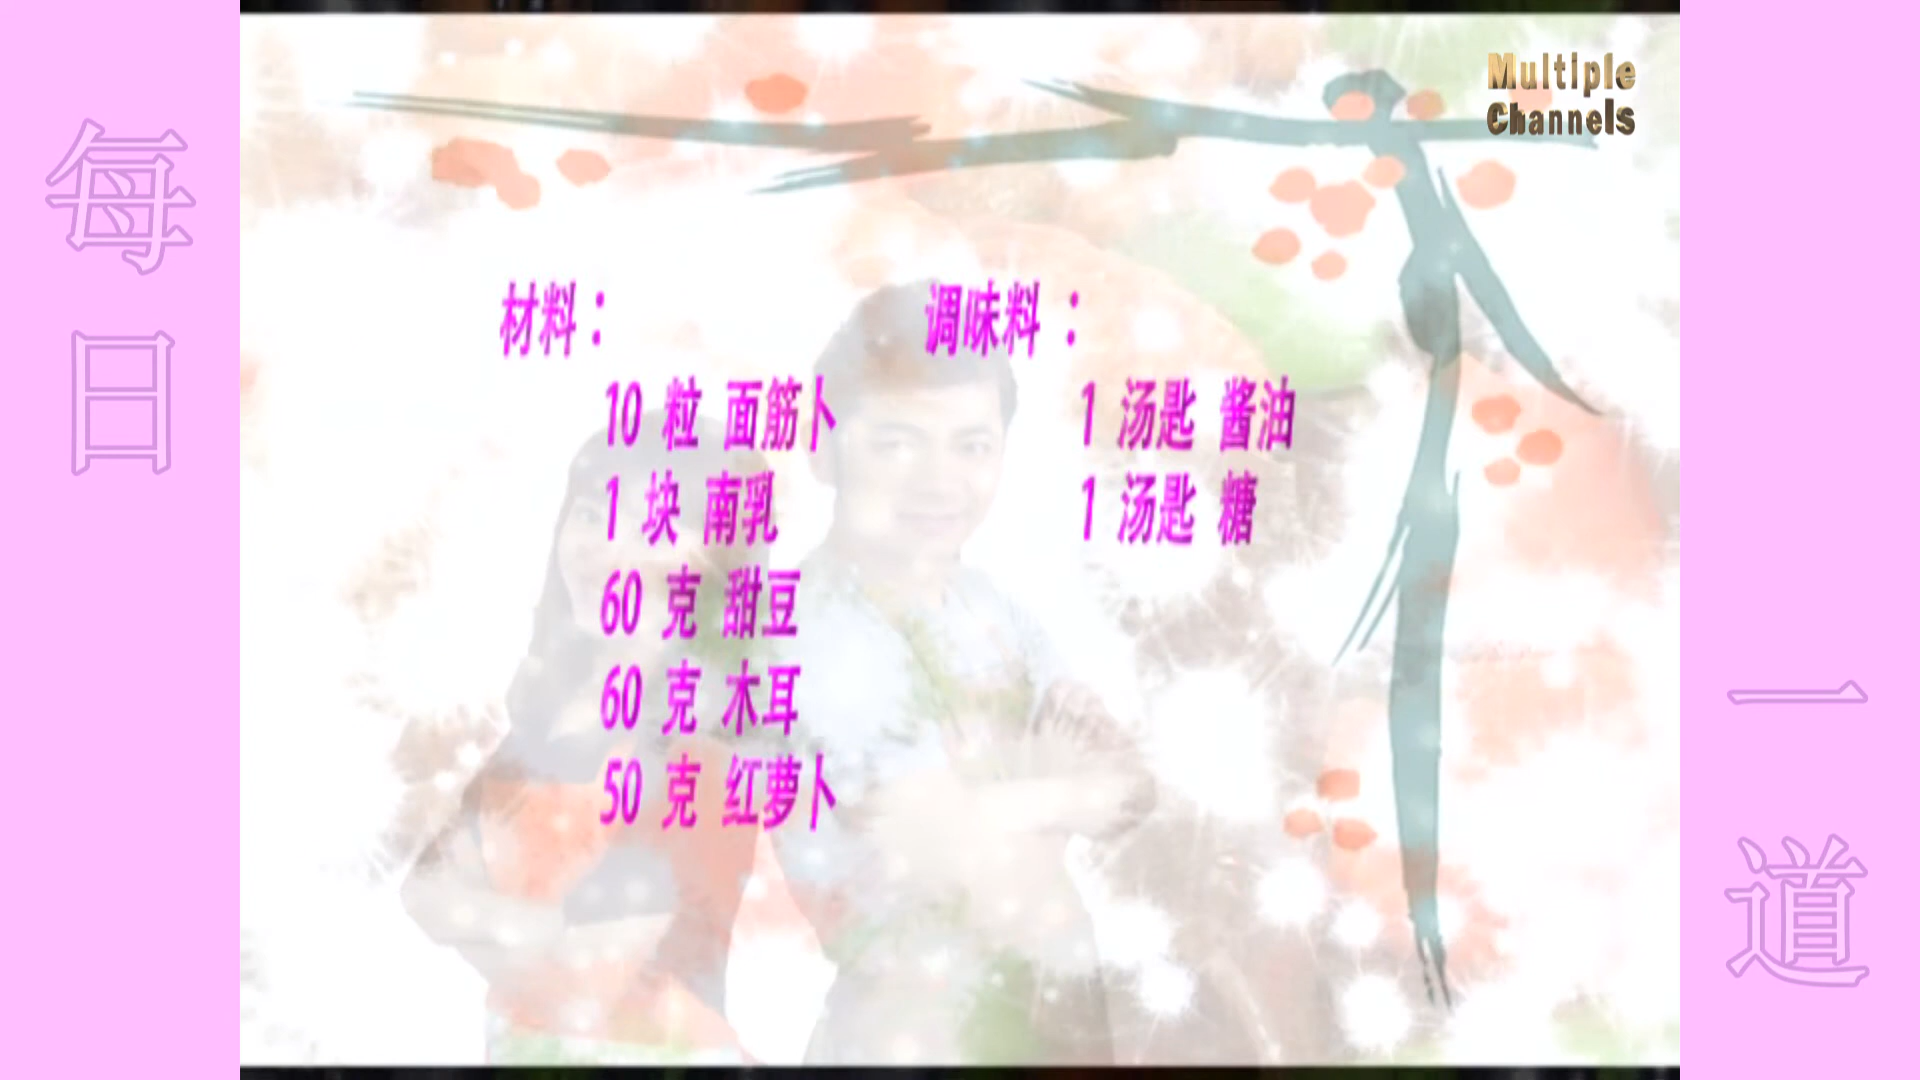 每日
Multiple
Channels
材料：
10 粒 面筋卜
1 块 南乳
60 克 甜豆
60 克 木耳
50 克 红萝卜
调味料：
1 汤匙 酱油
1 汤匙 糖
一道